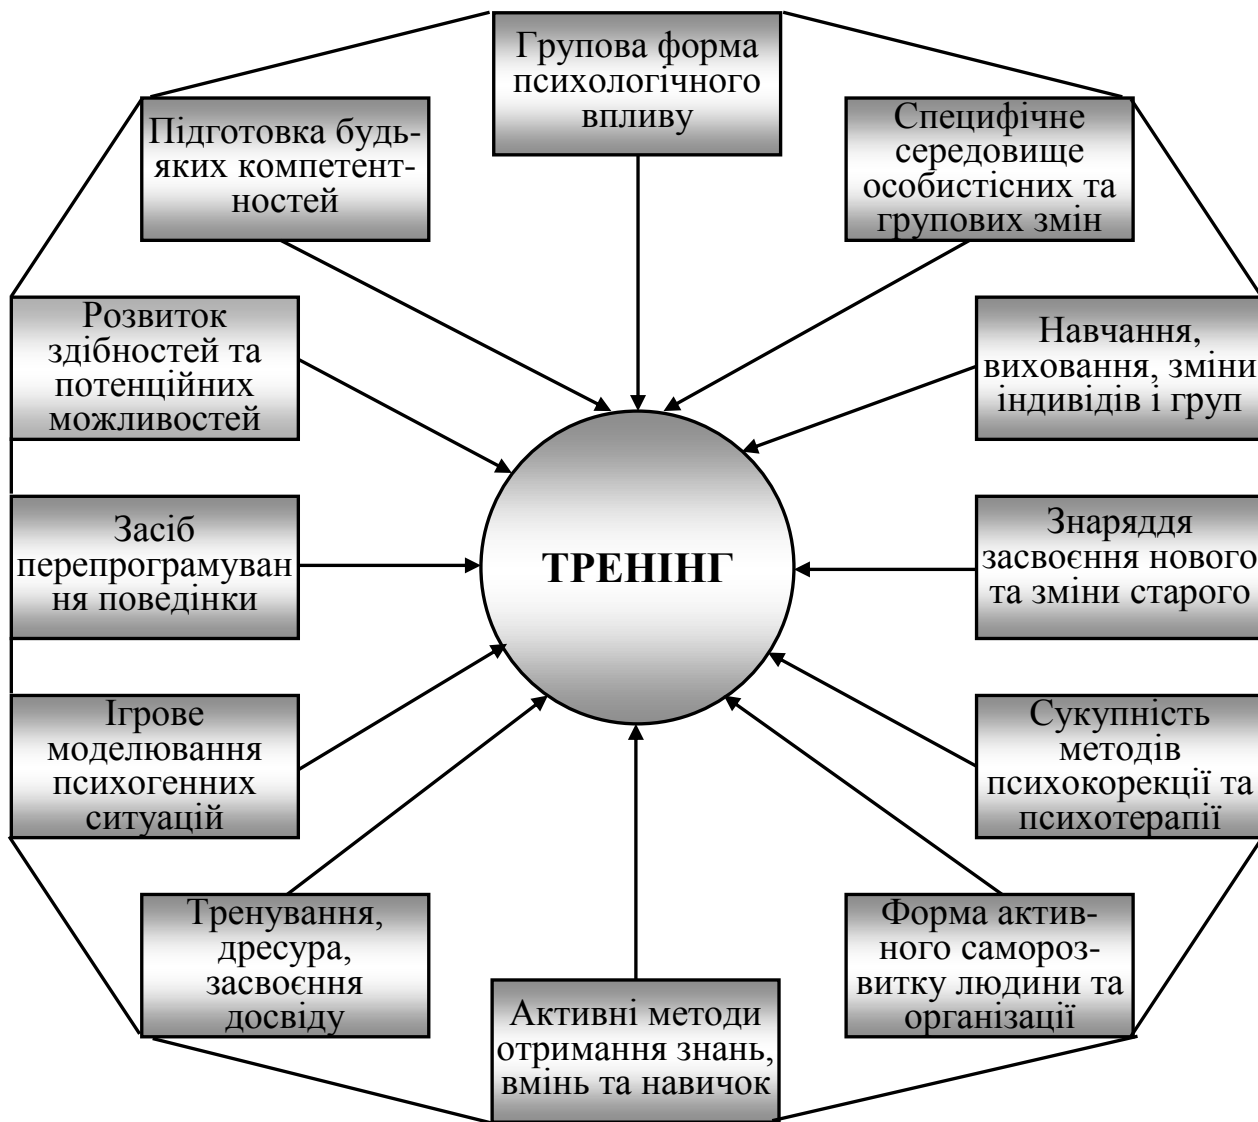 Групова форма
психологічного
впливу
Підготовка будь-
яких компетент-
ностей
Специфічне
середовище
особистісних та
групових змін
Розвиток
здібностей та
потенційних
можливостей
Навчання,
виховання, зміни
індивідів і груп
Засіб
перепрограмуван
ня поведінки
ТРЕНІНГ
Знаряддя
засвоєння нового
та зміни старого
Ігрове
моделювання
психогенних
ситуацій
Сукупність
методів
психокорекції та
психотерапії
Тренування,
дресура,
засвоєння
досвіду
Форма актив-
ного самороз-
витку людини та
організації
Активні методи
отримання знань,
вмінь та навичок